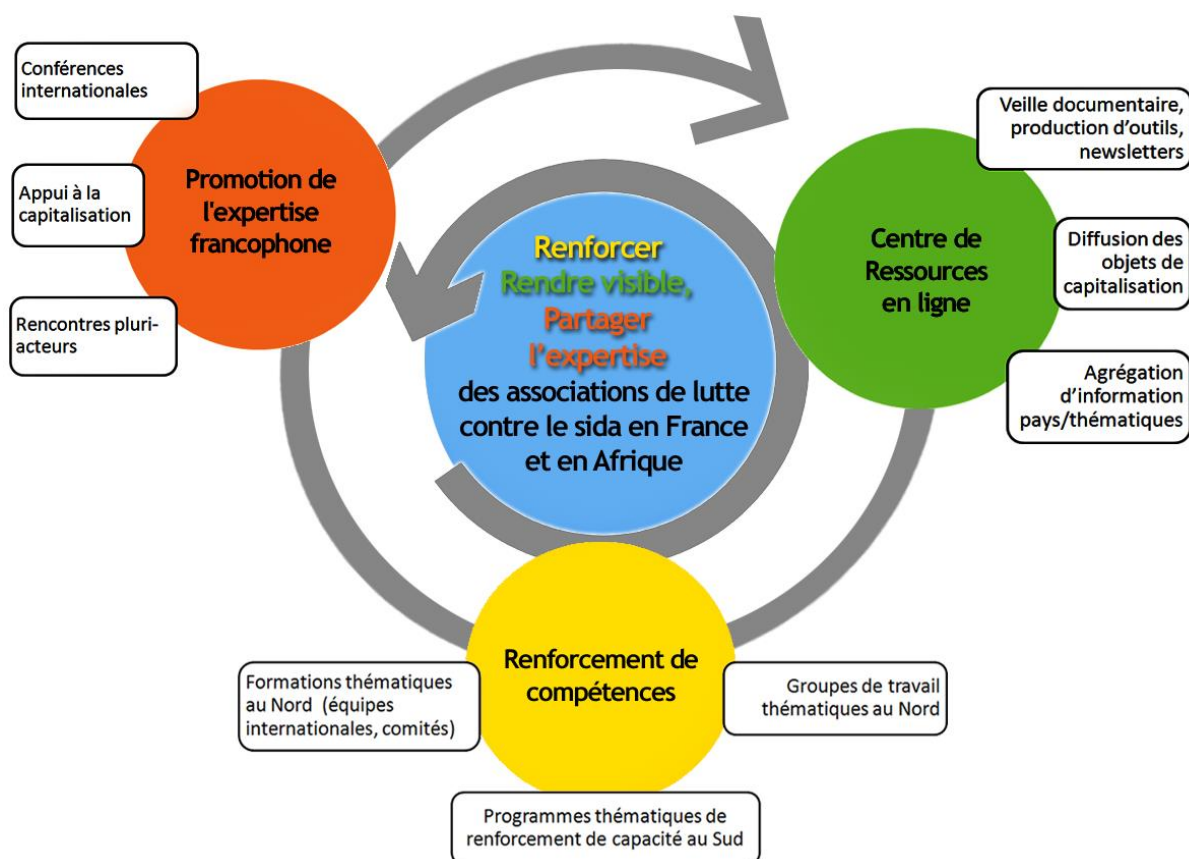 Conférences
internationales
Appui à la
capitalisation
Rencontres pluri-
acteurs
Promotion de
l'expertise
francophone
Renforcer
Rendre visible,
Partager
l'expertise
des associations de lutte
contre le sida en France
et en Afrique
Centre de
Ressources
en ligne
Veille documentaire,
production d'outils,
newsletters
Diffusion des
objets de
capitalisation
Agrégation
d'information
pays/thématiques
Renforcement de
compétences
Formations thématiques
au Nord (équipes
internationales, comités)
Groupes de travail
thématiques au Nord
Programmes thématiques de
renforcement de capacité au Sud